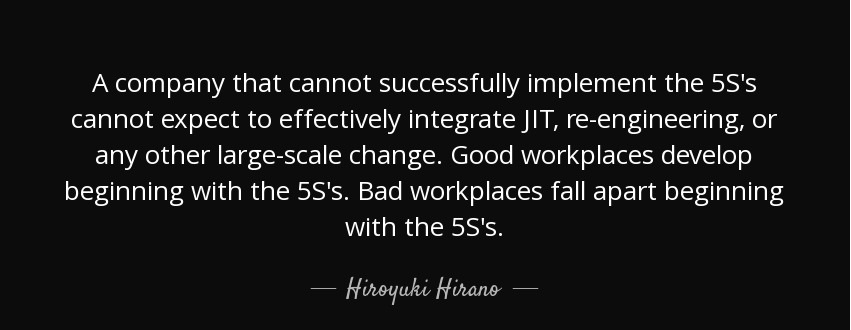 A company that cannot successfully implement the 5S's
cannot expect to effectively integrate JIT, re-engineering, or
any other large-scale change. Good workplaces develop
beginning with the 5S's. Bad workplaces fall apart beginning
with the 5S's.
— Hiroyuki Hirano —